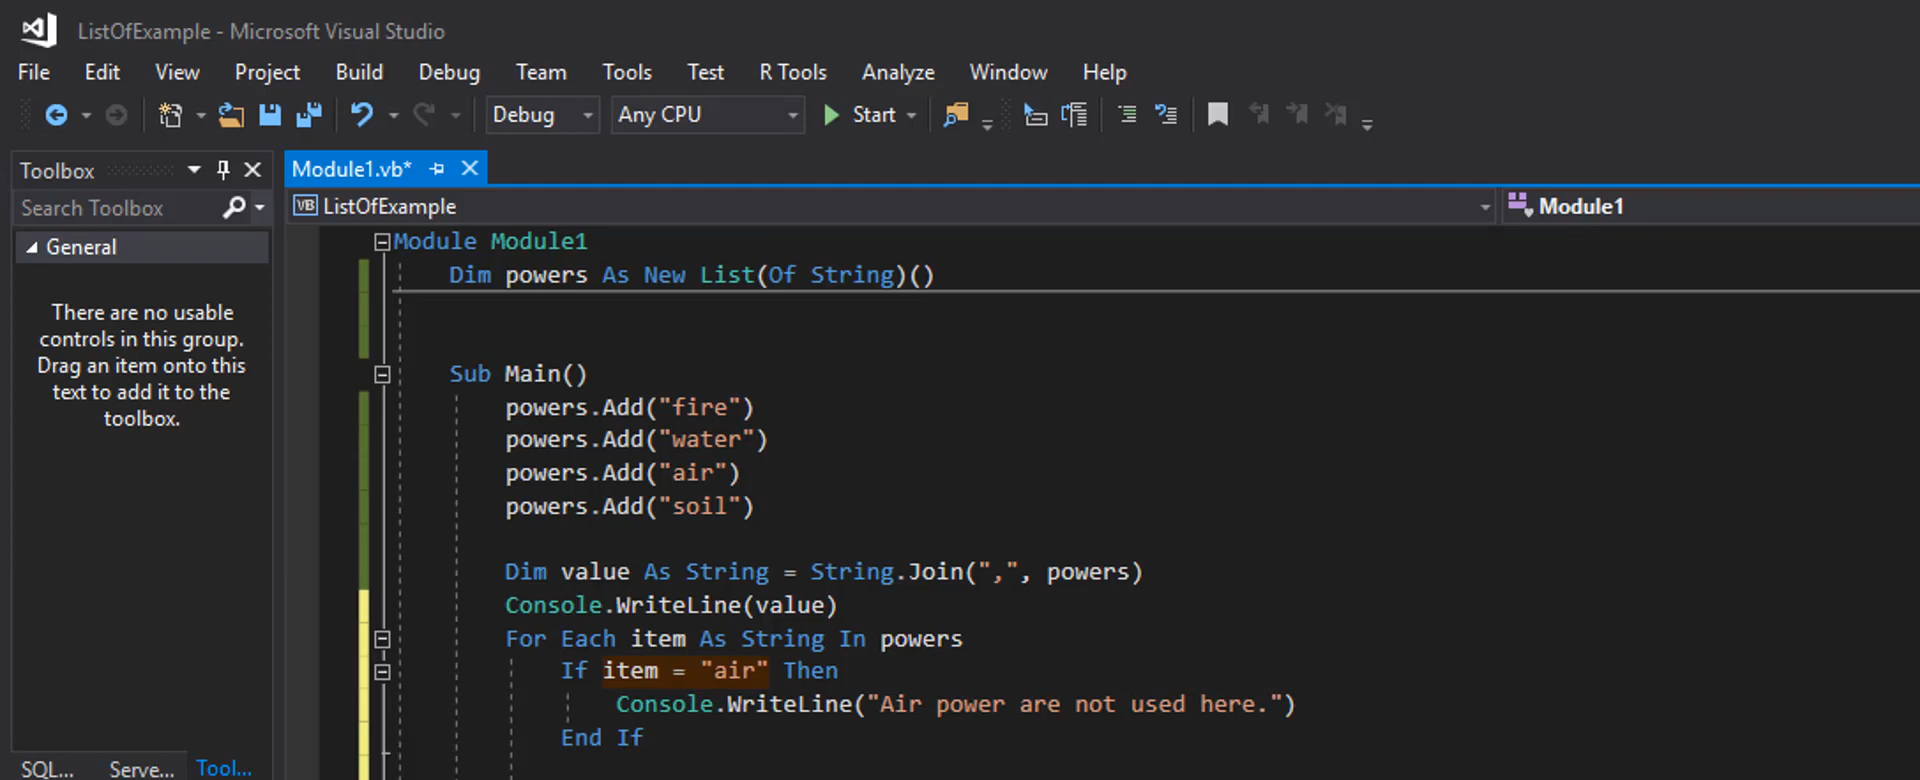 ListOfExample - Microsoft Visual Studio
File Edit View Project Build Debug Team Tools Test R Tools Analyze Window Help
Debug Any CPU Start
Toolbox
Module1.vb*
Search Toolbox
VB ListOfExample
Module1
General
There are no usable
controls in this group.
Drag an item onto this
text to add it to the
toolbox.
Module Module1
Dim powers As New List(Of String)()
Sub Main()
powers.Add("fire")
powers.Add("water")
powers.Add("air")
powers.Add("soil")
Dim value As String = String.Join(",", powers)
Console.WriteLine(value)
For Each item As String In powers
If item = "air" Then
Console.WriteLine("Air power are not used here.")
End If
SQL... Serve... Tool...